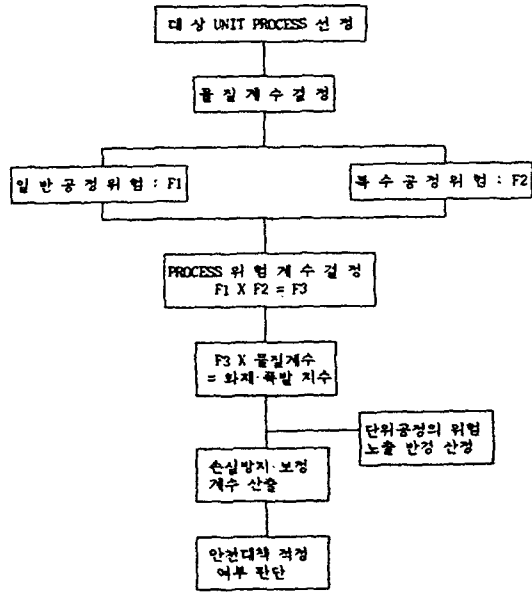 대 상 UNIT PROCESS 선 정
물 질 계 수 결 정
일 반 공 정 위 험 : F1
특 수 공 정 위 험 : F2
PROCESS 위 험 계 수 결 정
F1 X F2 = F3
F3 X 물질계수
= 화재·폭발 지수
단위공정의 위험
노출 반경 산정
손실방지·보정
계수 산출
안전대책 적정
여부 판단